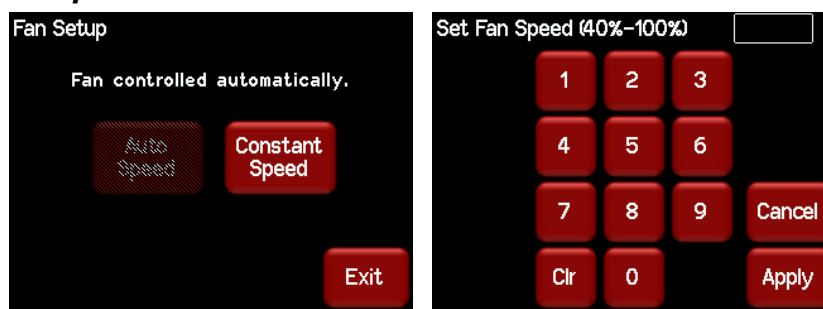 Fan Setup
Fan controlled automatically.
Auto
Speed
Constant
Speed
Exit
Set Fan Speed (40%-100%)
1 2 3
4 5 6
7 8 9 Cancel
Clr 0 Apply